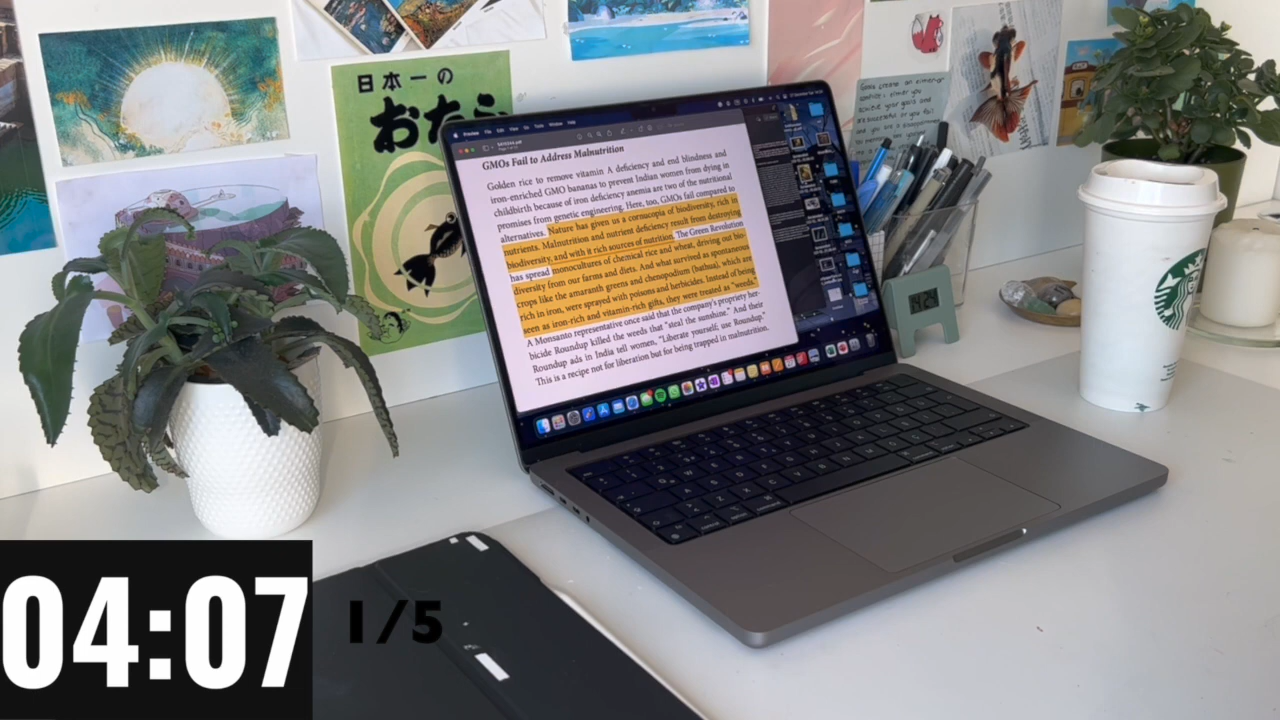 日本一の
おたら
Preview File Edit View Go Tools Window
GMOs Fail to Address Malnutrition
Golden rice to remove vitamin A deficiency and end blindness and
iron-enriched GMO bananas to prevent Indian women from dying in
childbirth because of iron deficiency anemia are two of the nutritional
promises from genetic engineering. Here, too, GMOs fail compared to
alternatives. Nature has given us a cornucopia of biodiversity, rich in
nutrients. Malnutrition and nutrient deficiency result from destroying
biodiversity, and with it rich sources of nutrition. The Green Revolution
has spread monocultures of chemical rice and wheat, driving out bio-
diversity from our farms and diets. And what survived as spontaneous
crops like the amaranth greens and chenopodium (bathua), which are
rich in iron, were sprayed with poisons and herbicides. Instead of being
seen as iron-rich and vitamin-rich gifts, they were treated as "weeds."
A Monsanto representative once said that the company's propriety her-
bicide Roundup killed the weeds that "steal the sunshine." And their
Roundup ads in India tell women, "Liberate yourself, use Roundup."
This is a recipe not for liberation but for being trapped in malnutrition.
04:07
1/5